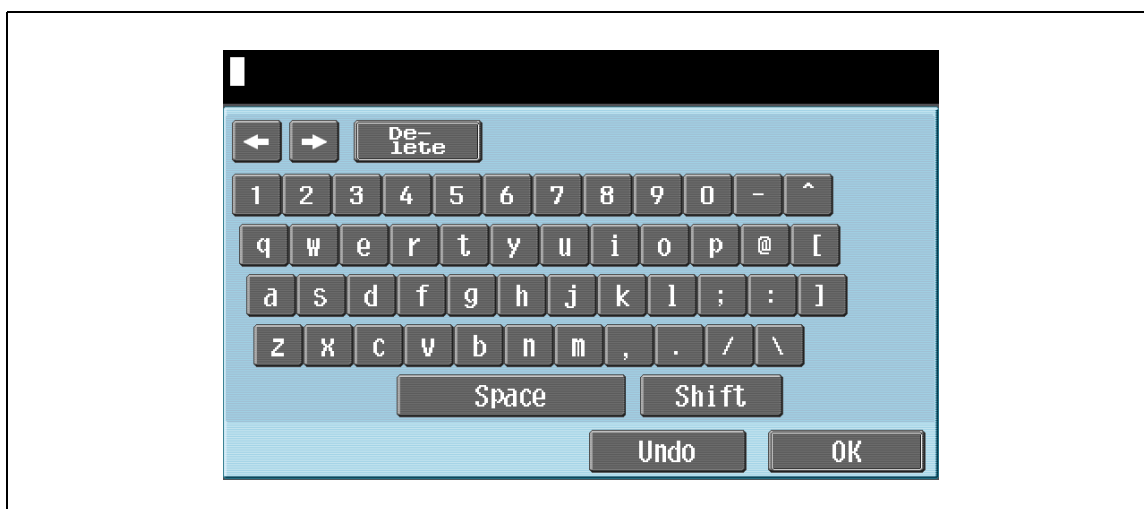 ← → De-
lete
1 2 3 4 5 6 7 8 9 0 - ^
q w e r t y u i o p @ [
a s d f g h j k l ; : ]
z x c v b n m , . / \
Space Shift
Undo OK